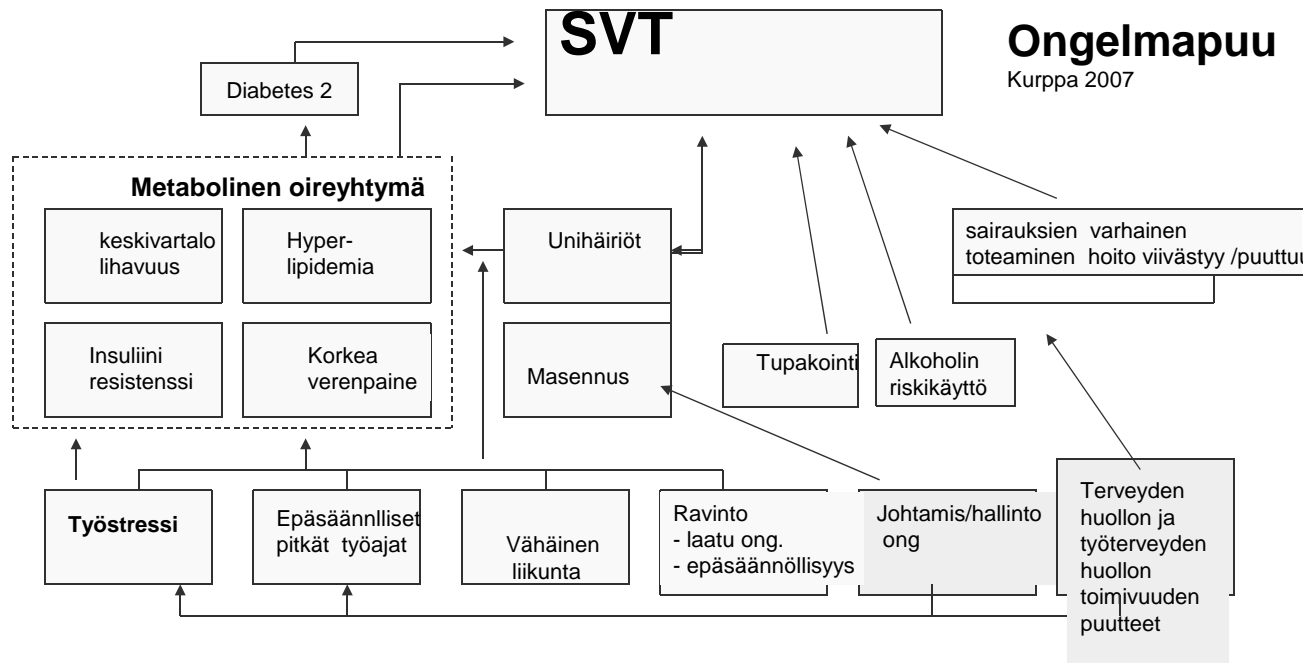 SVT
Ongelmapuu
Kurppa 2007
Diabetes 2
Metabolinen oireyhtymä
keskivartalo
lihavuus
Hyper-
lipidemia
Unihäiriöt
sairauksien varhainen
toteaminen hoito viivästyy /puuttuu
Insuliini
resistenssi
Korkea
verenpaine
Masennus
Tupakointi
Alkoholin
riskikäyttö
Työstressi
Epäsäännlliset
pitkät työajat
Vähäinen
liikunta
Ravinto
- laatu ong.
- epäsäännöllisyys
Johtamis/hallinto
ong
Terveyden
huollon ja
työterveyden
huollon
toimivuuden
puutteet